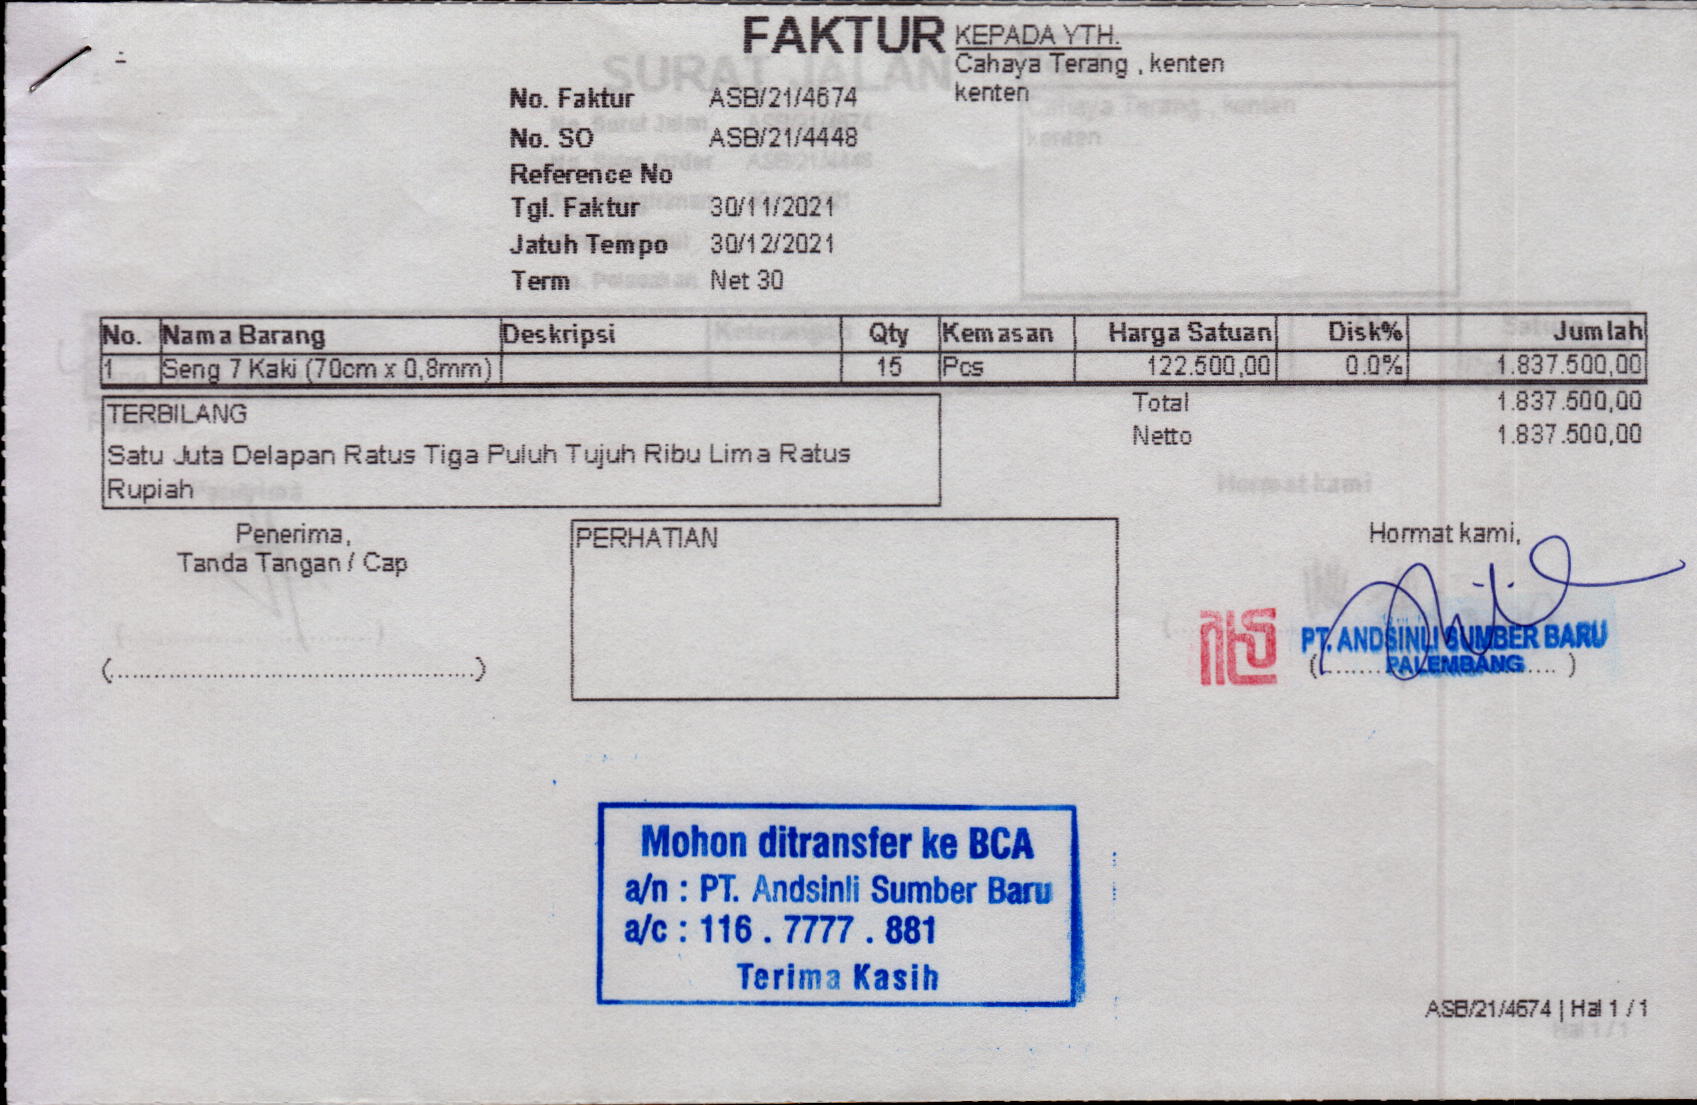 FAKTUR
KEPADA YTH.
Cahaya Terang , kenten
kenten
No. Faktur ASB/21/4674
No. SO ASB/21/4448
Reference No
Tgl. Faktur 30/11/2021
Jatuh Tempo 30/12/2021
Term Net 30
No. Nama Barang Deskripsi Qty Kemasan Harga Satuan Disk% Jumlah
1 Seng 7 Kaki (70cm x 0,8mm) 15 Pcs 122.500,00 0.0% 1.837.500,00
TERBILANG
Satu Juta Delapan Ratus Tiga Puluh Tujuh Ribu Lima Ratus
Rupiah
Total 1.837.500,00
Netto 1.837.500,00
Penerima,
Tanda Tangan / Cap
(................................................)
PERHATIAN
Hormat kami,
PT. ANDSINLI SUMBER BARU
PALEMBANG
Mohon ditransfer ke BCA
a/n : PT. Andsinli Sumber Baru
a/c : 116 . 7777 . 881
Terima Kasih
ASB/21/4674 | Hal 1 / 1